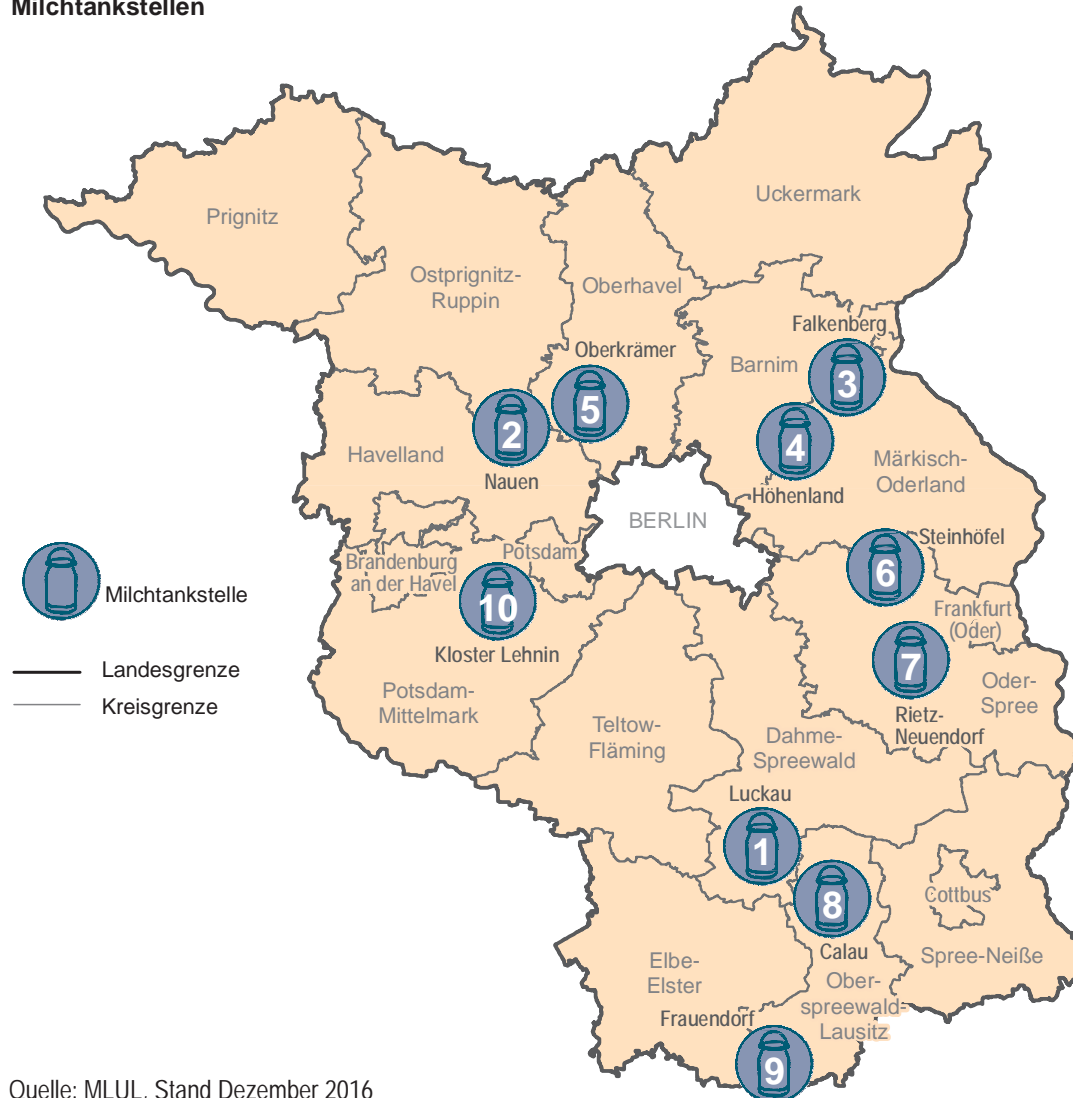 Milchtankstellen
Uckermark
Prignitz
Ostprignitz-
Ruppin
Oberhavel
Falkenberg
Oberkrämer
Barnim
3
5
2
4
Havelland
Märkisch-
Oderland
Nauen
Höhenland
BERLIN
Steinhöfel
Brandenburg
an der Havel
Potsdam
6
Milchtankstelle
10
Frankfurt
(Oder)
Kloster Lehnin
7
Landesgrenze
Kreisgrenze
Potsdam-
Mittelmark
Oder-
Spree
Rietz-
Neuendorf
Teltow-
Fläming
Dahme-
Spreewald
Luckau
1
8
Cottbus
Calau
Spree-Neiße
Elbe-
Elster
Ober-
spreewald-
Lausitz
Frauendorf
9
Quelle: MLUL, Stand Dezember 2016